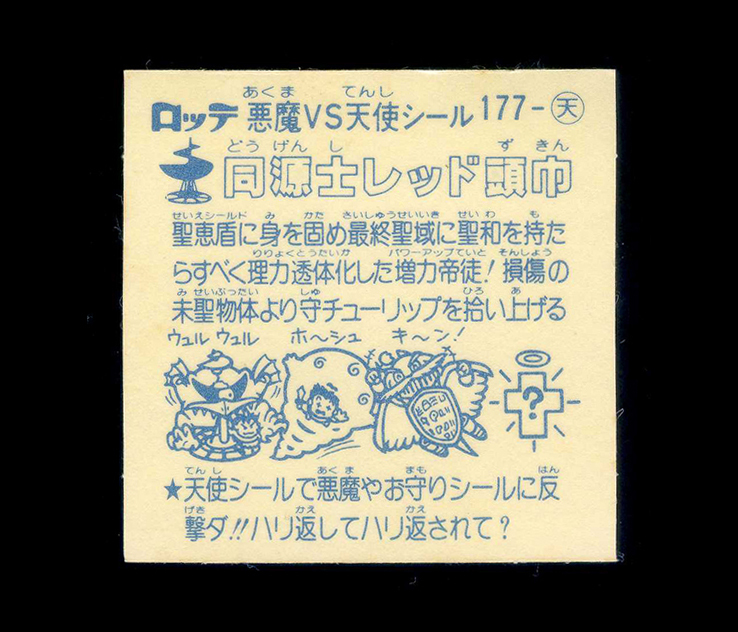 あくま てんし
ロッテ 悪魔VS天使シール 177-天
どうげんし ずきん
同源士レッド頭巾
せいえシールド み かた さいしゅうせいいき せいわ も
聖恵盾に身を固め最終聖域に聖和を持た
りりょくとうたいか パワーアップていと そんしょう
らすべく理力透体化した増力帝徒!損傷の
みせいぶったい しゅ ひろ あ
未聖物体より守チューリップを拾い上げる
ウュル ウュル ホ〜シュ キ〜ン!
?
てんし あくま まも はん
★天使シールで悪魔やお守りシールに反
げき かえ かえ
撃ダ!!ハリ返してハリ返されて?